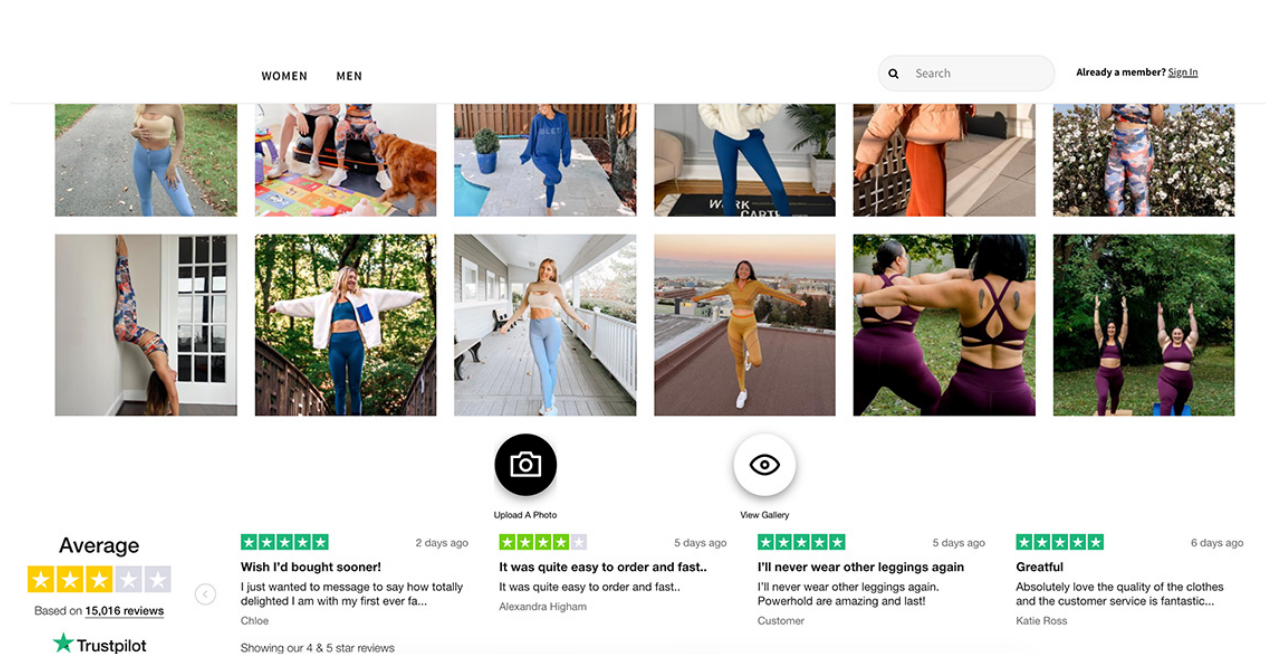 WOMEN MEN
Search
Already a member? Sign In
Upload A Photo
View Gallery
Average
Based on 15,016 reviews
Trustpilot
2 days ago
Wish I'd bought sooner!
I just wanted to message to say how totally
delighted I am with my first ever fa...
Chloe
5 days ago
It was quite easy to order and fast..
It was quite easy to order and fast..
Alexandra Higham
5 days ago
I'll never wear other leggings again
I'll never wear other leggings again.
Powerhold are amazing and last!
Customer
6 days ago
Greatful
Absolutely love the quality of the clothes
and the customer service is fantastic...
Katie Ross
Showing our 4 & 5 star reviews